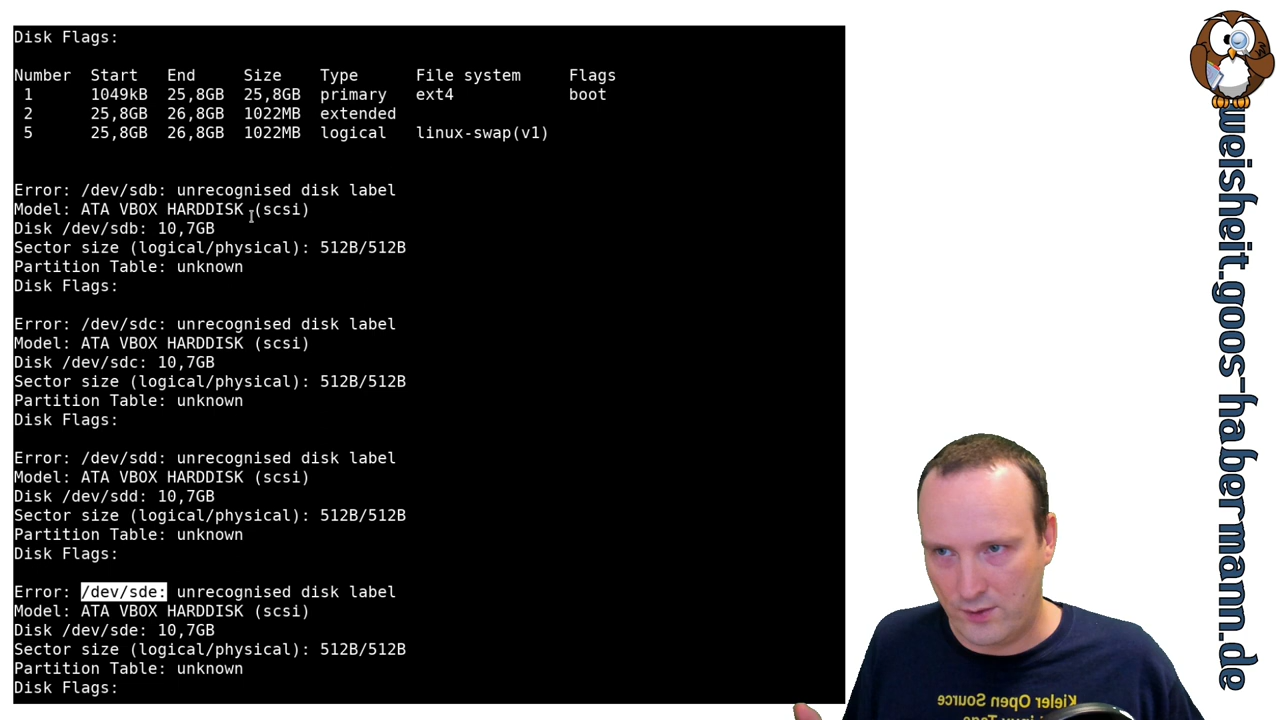 Disk Flags:
Number  Start   End     Size    Type      File system     Flags
 1      1049kB  25,8GB  25,8GB  primary   ext4            boot
 2      25,8GB  26,8GB  1022MB  extended
 5      25,8GB  26,8GB  1022MB  logical   linux-swap(v1)
Error: /dev/sdb: unrecognised disk label
Model: ATA VBOX HARDDISK (scsi)
Disk /dev/sdb: 10,7GB
Sector size (logical/physical): 512B/512B
Partition Table: unknown
Disk Flags:
Error: /dev/sdc: unrecognised disk label
Model: ATA VBOX HARDDISK (scsi)
Disk /dev/sdc: 10,7GB
Sector size (logical/physical): 512B/512B
Partition Table: unknown
Disk Flags:
Error: /dev/sdd: unrecognised disk label
Model: ATA VBOX HARDDISK (scsi)
Disk /dev/sdd: 10,7GB
Sector size (logical/physical): 512B/512B
Partition Table: unknown
Disk Flags:
Error: /dev/sde: unrecognised disk label
Model: ATA VBOX HARDDISK (scsi)
Disk /dev/sde: 10,7GB
Sector size (logical/physical): 512B/512B
Partition Table: unknown
Disk Flags:
weisheit.goos-habermann.de
Kieler Open Source
Linux Tage